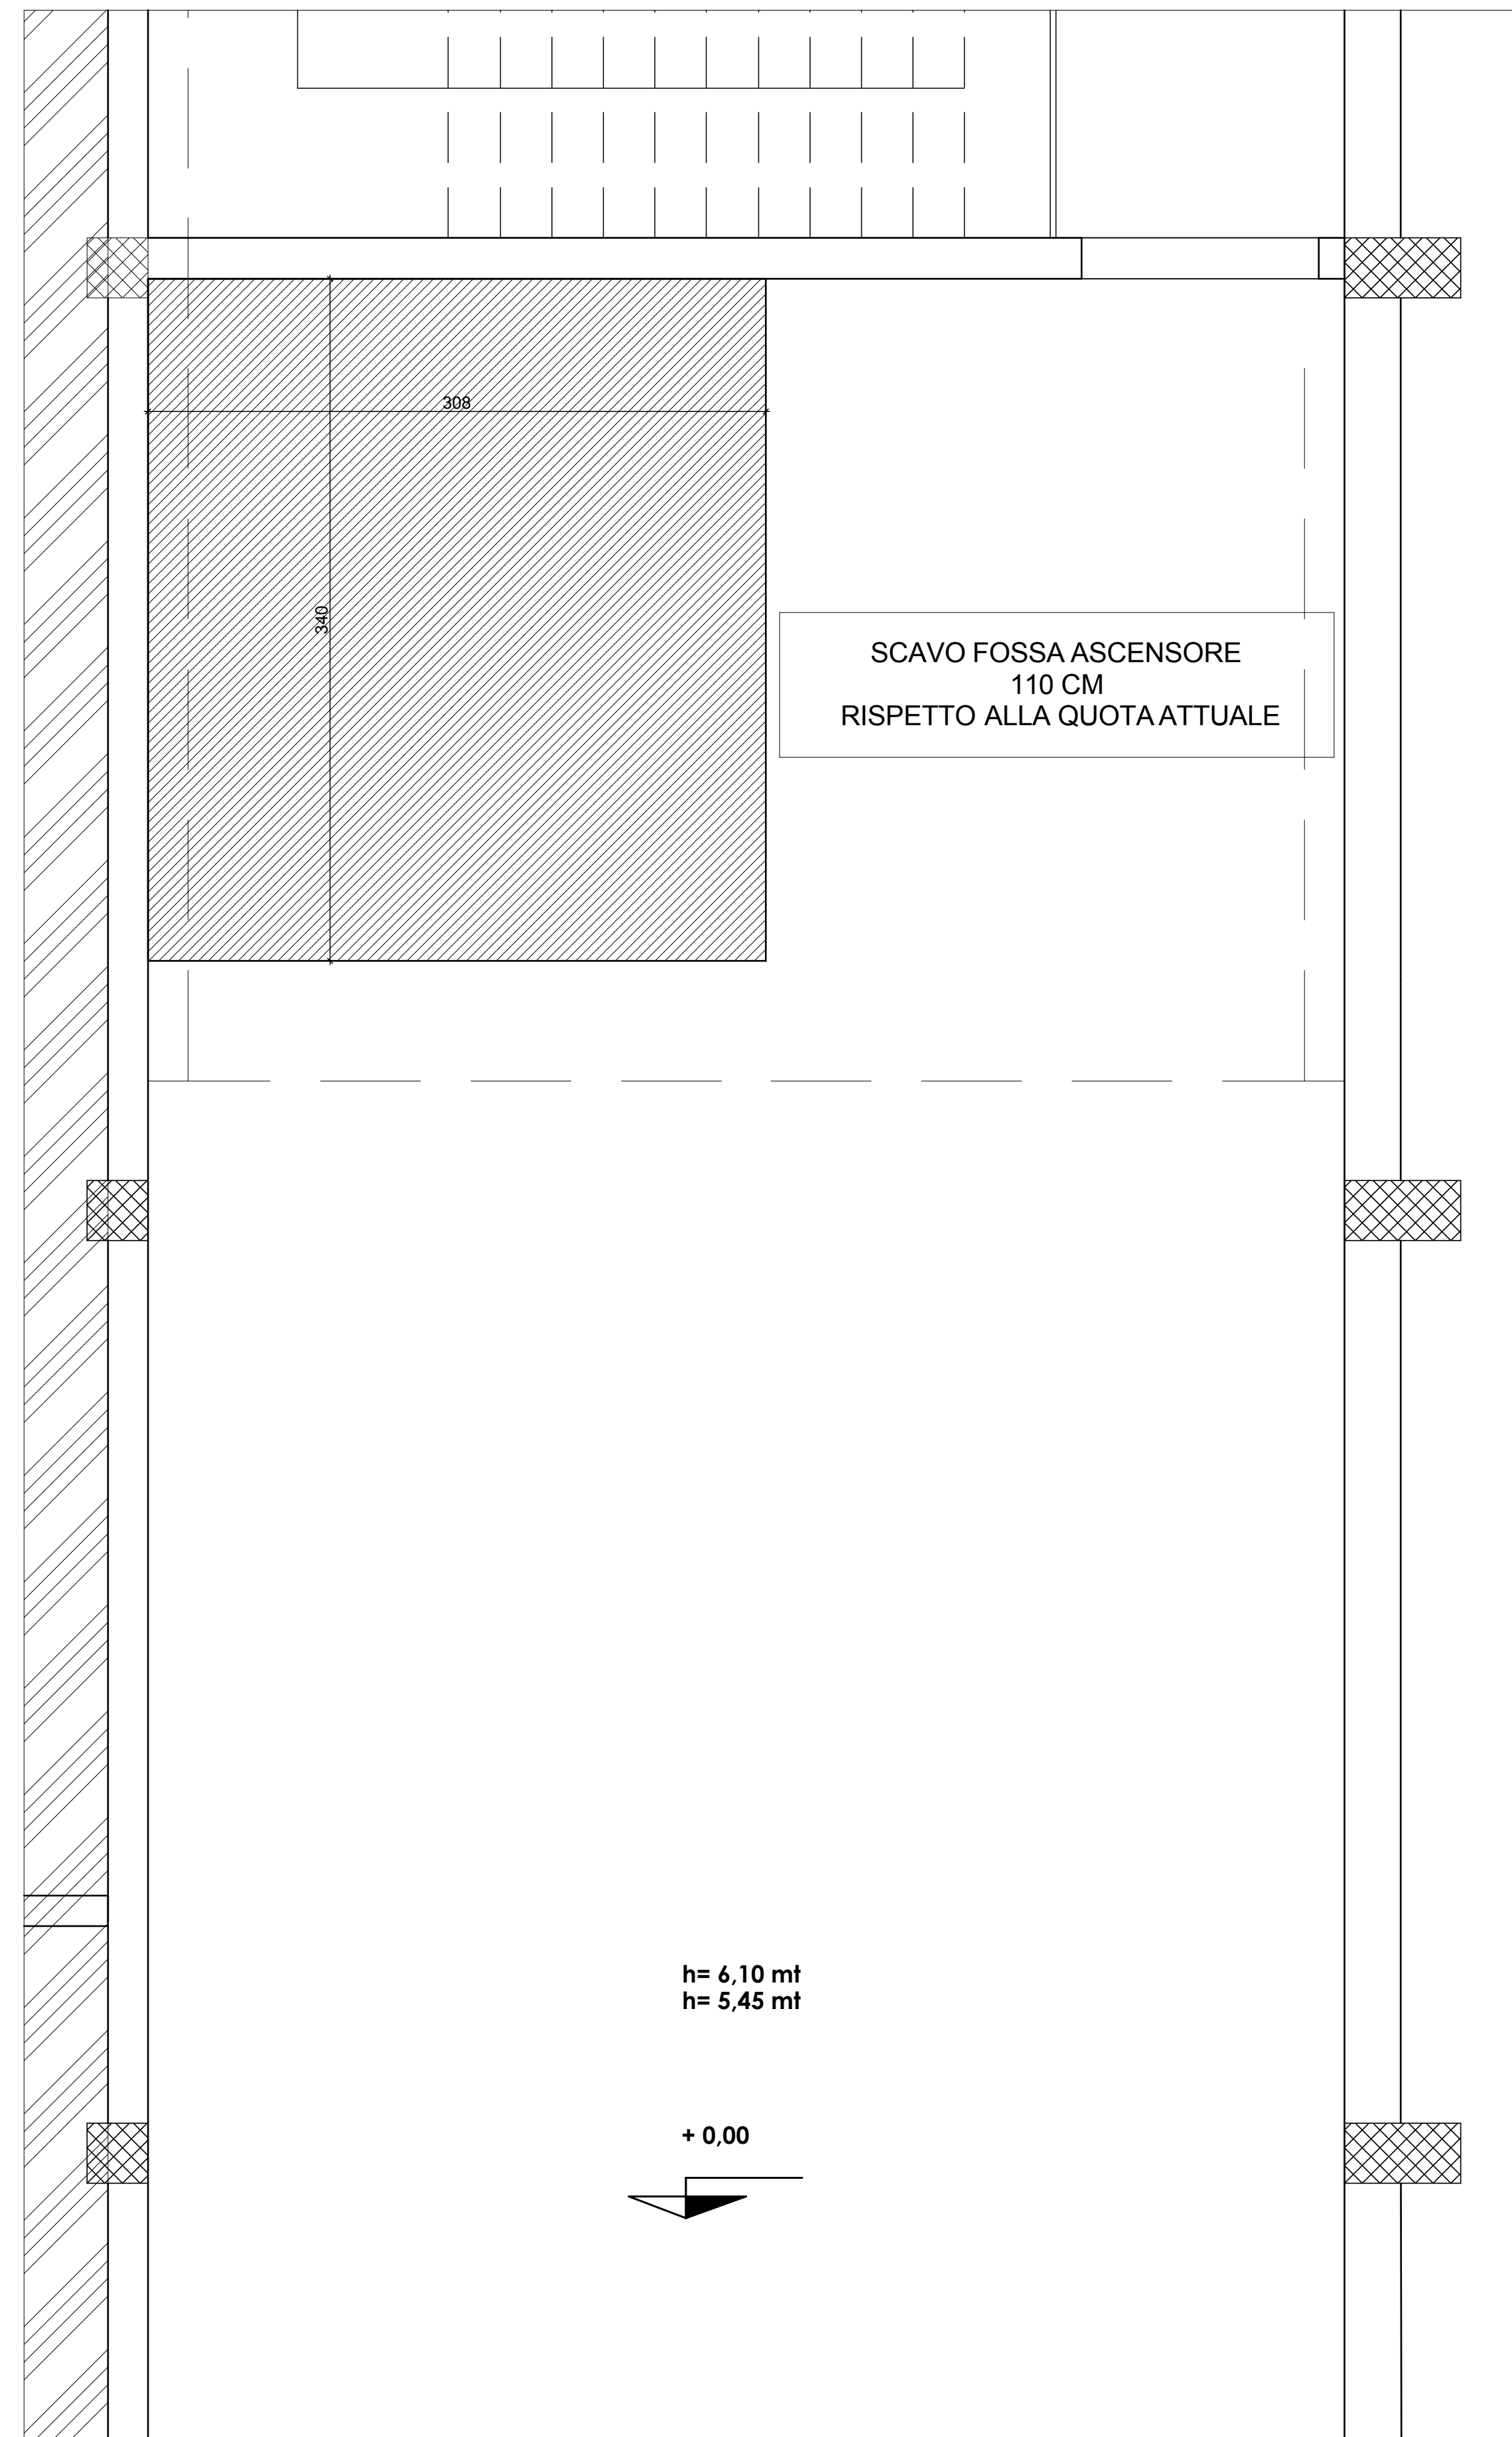 308
340
SCAVO FOSSA ASCENSORE
110 CM
RISPETTO ALLA QUOTA ATTUALE
h= 6,10 mt
h= 5,45 mt
+ 0,00